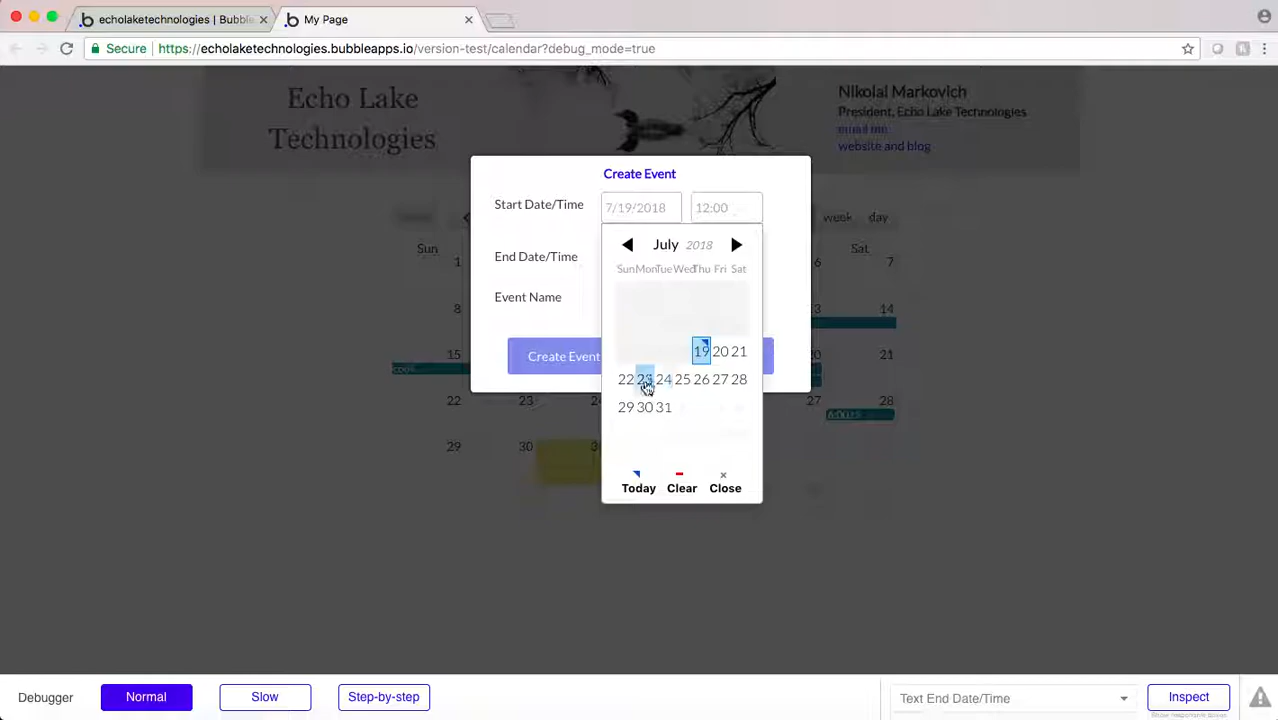 echolaketechnologies | Bubble
My Page
Secure
https://echolaketechnologies.bubbleapps.io/version-test/calendar?debug_mode=true
Echo Lake
Technologies
Nikolai Markovich
President, Echo Lake Technologies
email me
website and blog
Create Event
Start Date/Time
7/19/2018
12:00
week
day
Sun
Sat
July 2018
End Date/Time
Sun Mon Tue Wed Thu Fri Sat
1
6
7
Event Name
8
3
14
19 20 21
Create Event
15
20
21
22 23 24 25 26 27 28
22
23
24
28
29 30 31
29
30
Today
Clear
Close
Debugger
Normal
Slow
Step-by-step
Text End Date/Time
Inspect